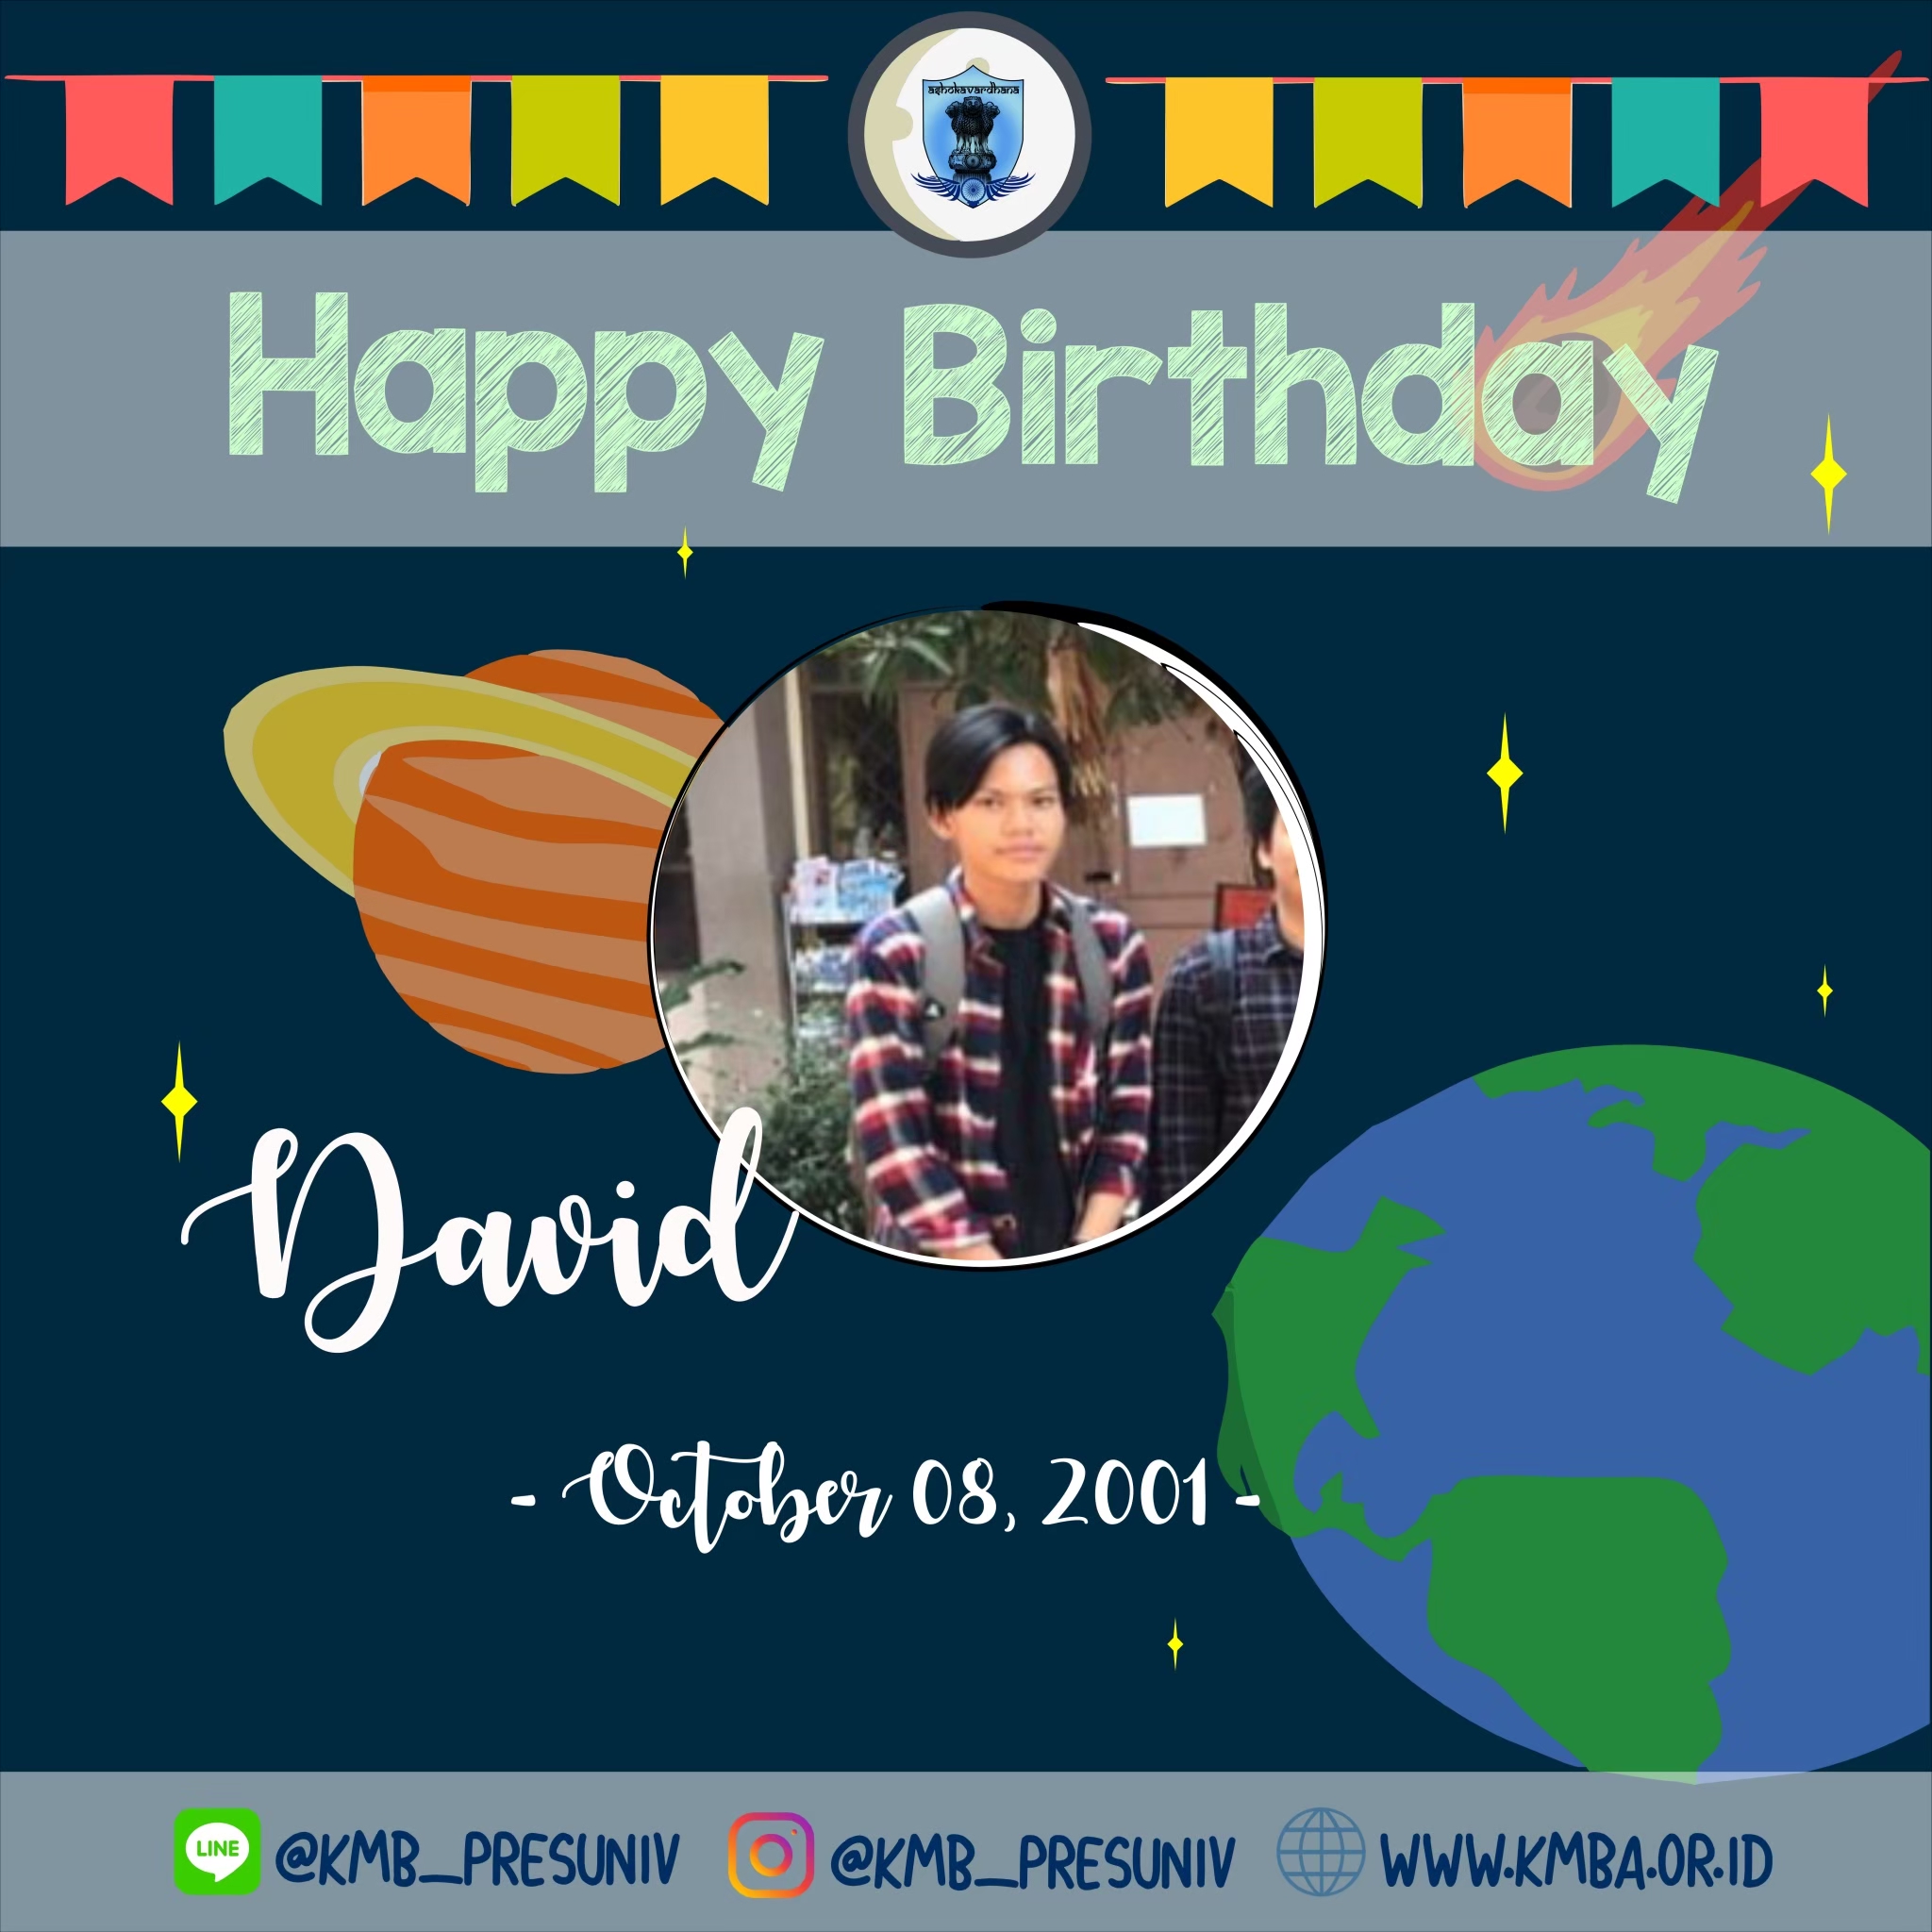 ashokavardhana
Happy Birthday
David
- October 08, 2001 -
LINE
@KMB_PRESUNIV
@KMB_PRESUNIV
WWW.KMBA.OR.ID